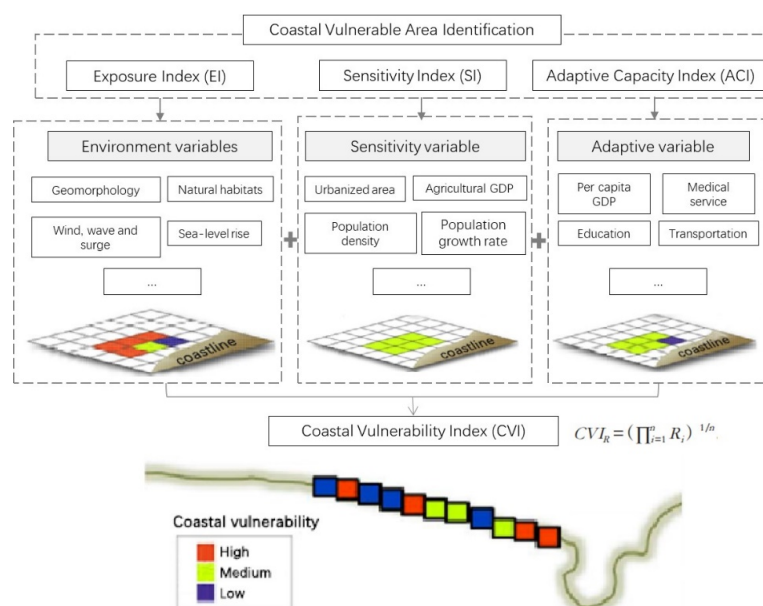 Coastal Vulnerable Area Identification
Exposure Index (EI)
Sensitivity Index (SI)
Adaptive Capacity Index (ACI)
Environment variables
Geomorphology
Natural habitats
Wind, wave and
surge
Sea-level rise
...
coastline
+
Sensitivity variable
Urbanized area
Agricultural GDP
Population
density
Population
growth rate
...
coastline
+
Adaptive variable
Per capita
GDP
Medical
service
Education
Transportation
...
coastline
Coastal Vulnerability Index (CVI)
CVI_R = (∏_{i=1}^{n} R_i)^{1/n}
Coastal vulnerability
High
Medium
Low